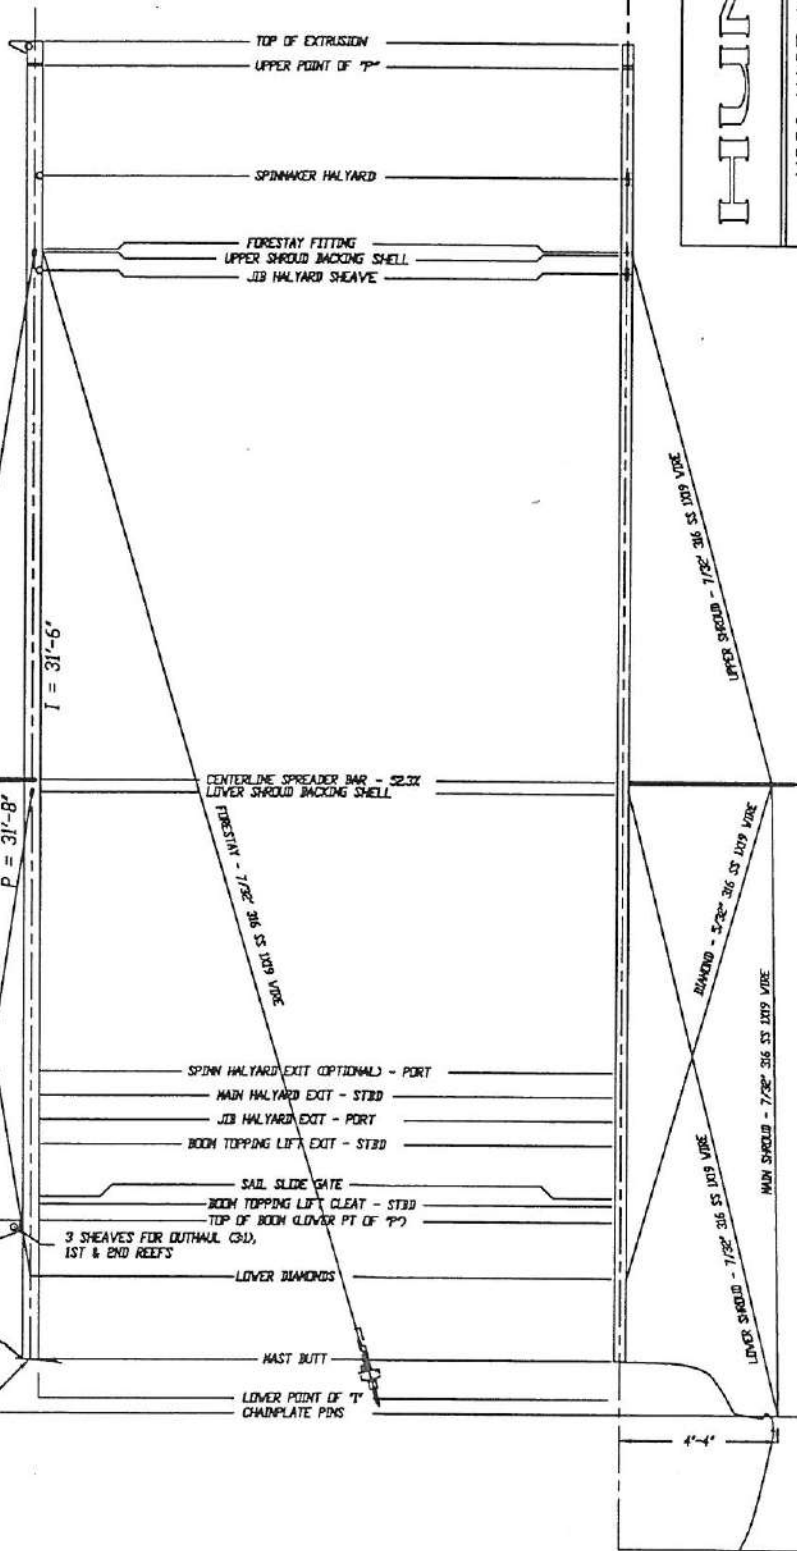 TOP OF EXTRUSION
UPPER POINT OF "P"
HUN
SPINNAKER HALYARD
FORESTAY FITTING
UPPER SHROUD BACKING SHELL
JIB HALYARD SHEAVE
UPPER SHROUD - 7/32" 316 SS 1X19 WIRE
I = 31'-6"
CENTERLINE SPREADER BAR - 52.3%
LOWER SHROUD BACKING SHELL
P = 31'-8"
FORESTAY - 7/32" 316 SS 1X19 WIRE
DIAMOND - 5/32" 316 SS 1X19 WIRE
MAIN SHROUD - 7/32" 316 SS 1X19 WIRE
SPINN HALYARD EXIT (OPTIONAL) - PORT
MAIN HALYARD EXIT - STBD
JIB HALYARD EXIT - PORT
BOOM TOPPING LIFT EXIT - STBD
LOWER SHROUD - 7/32" 316 SS 1X19 WIRE
SAIL SLIDE GATE
BOOM TOPPING LIFT CLEAT - STBD
TOP OF BOOM (LOWER PT OF "P")
3 SHEAVES FOR OUTHAUL (3:1),
1ST & 2ND REEFS
LOWER DIAMONDS
MAST BUTT
LOWER POINT OF "I"
CHAINPLATE PINS
4'-4"